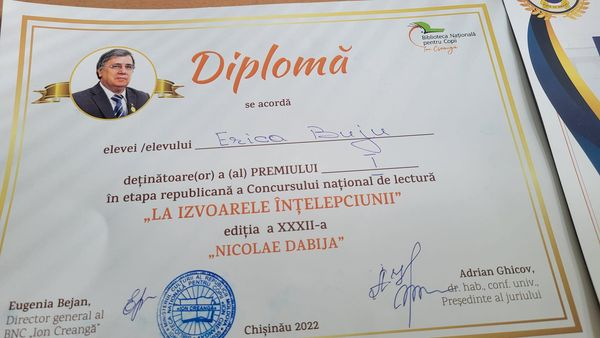 Diplomă
Biblioteca Națională
pentru Copii
Ion Creangă
se acordă
elevei /elevului Erica Buju
deținătoare(or) a (al) PREMIULUI I
în etapa republicană a Concursului național de lectură
„LA IZVOARELE ÎNȚELEPCIUNII”
ediția a XXXII-a
„NICOLAE DABIJA”
Eugenia Bejan,
Director general al
BNC „Ion Creangă”
ION CREANGĂ
Chișinău 2022
Adrian Ghicov,
dr. hab., conf. univ.,
Președinte al juriului